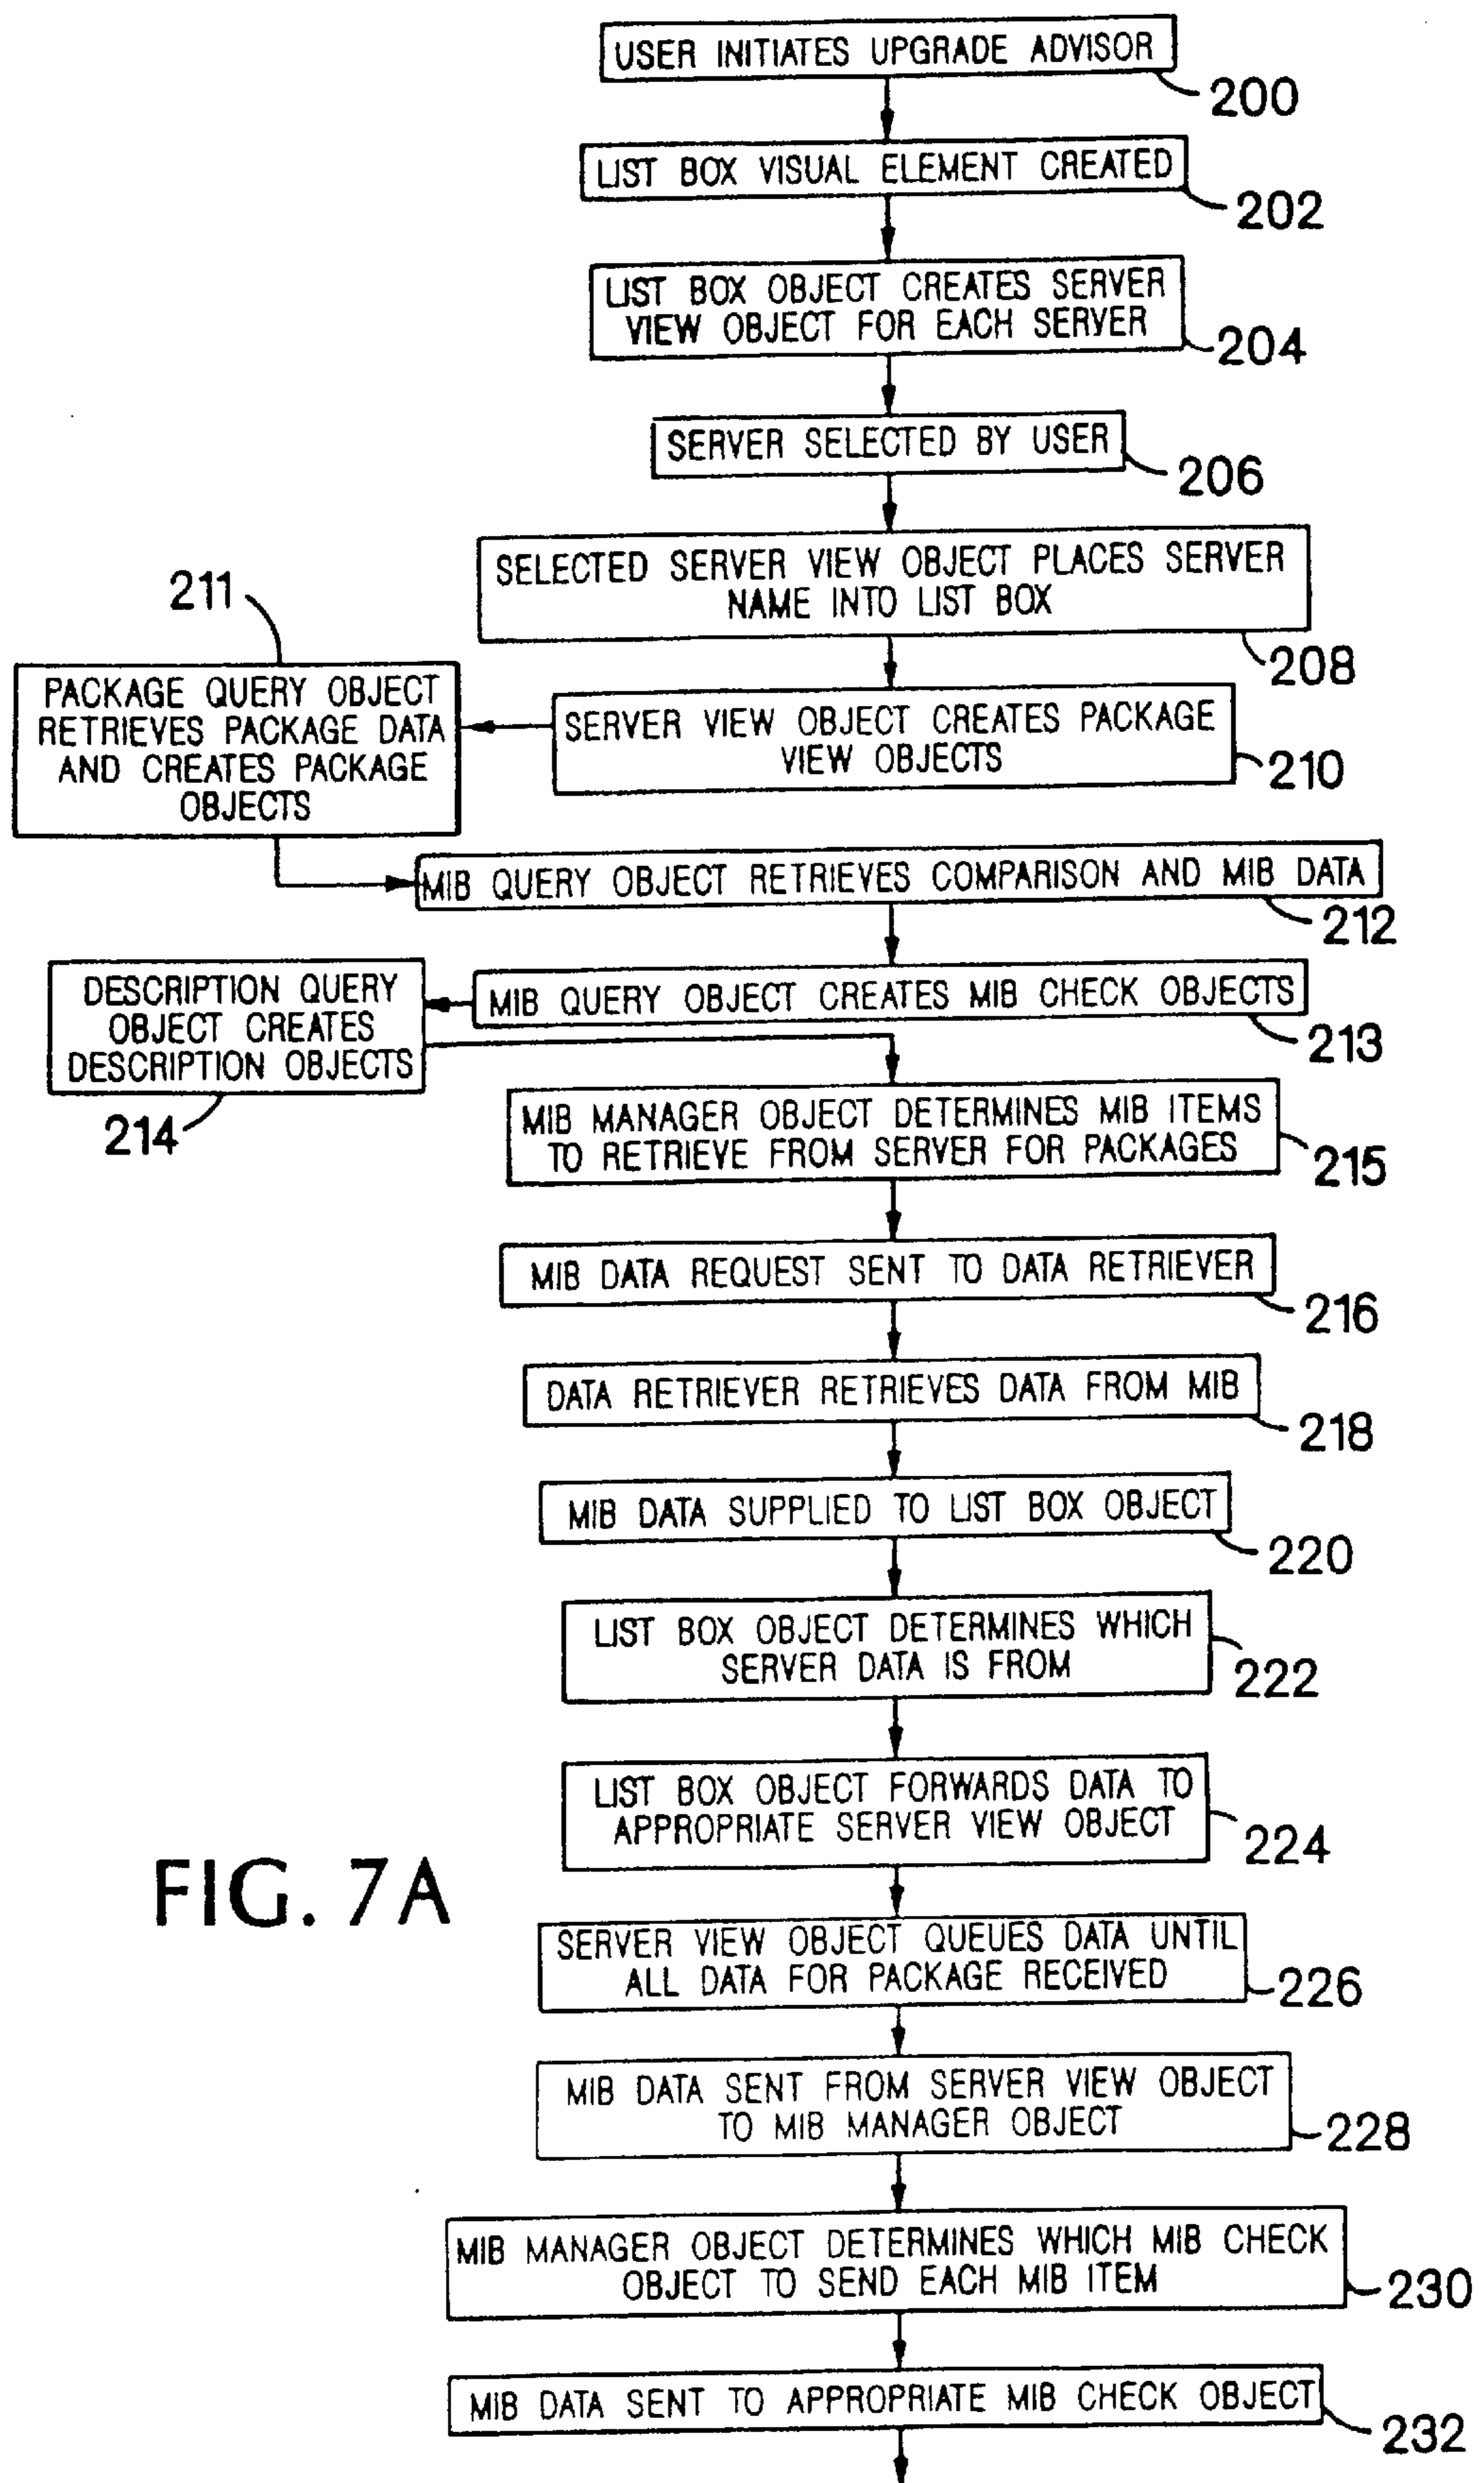 USER INITIATES UPGRADE ADVISOR
200
LIST BOX VISUAL ELEMENT CREATED
202
LIST BOX OBJECT CREATES SERVER
VIEW OBJECT FOR EACH SERVER
204
SERVER SELECTED BY USER
206
SELECTED SERVER VIEW OBJECT PLACES SERVER
NAME INTO LIST BOX
208
SERVER VIEW OBJECT CREATES PACKAGE
VIEW OBJECTS
210
211
PACKAGE QUERY OBJECT
RETRIEVES PACKAGE DATA
AND CREATES PACKAGE
OBJECTS
MIB QUERY OBJECT RETRIEVES COMPARISON AND MIB DATA
212
MIB QUERY OBJECT CREATES MIB CHECK OBJECTS
213
DESCRIPTION QUERY
OBJECT CREATES
DESCRIPTION OBJECTS
214
MIB MANAGER OBJECT DETERMINES MIB ITEMS
TO RETRIEVE FROM SERVER FOR PACKAGES
215
MIB DATA REQUEST SENT TO DATA RETRIEVER
216
DATA RETRIEVER RETRIEVES DATA FROM MIB
218
MIB DATA SUPPLIED TO LIST BOX OBJECT
220
LIST BOX OBJECT DETERMINES WHICH
SERVER DATA IS FROM
222
LIST BOX OBJECT FORWARDS DATA TO
APPROPRIATE SERVER VIEW OBJECT
224
FIG. 7A
SERVER VIEW OBJECT QUEUES DATA UNTIL
ALL DATA FOR PACKAGE RECEIVED
226
MIB DATA SENT FROM SERVER VIEW OBJECT
TO MIB MANAGER OBJECT
228
MIB MANAGER OBJECT DETERMINES WHICH MIB CHECK
OBJECT TO SEND EACH MIB ITEM
230
MIB DATA SENT TO APPROPRIATE MIB CHECK OBJECT
232